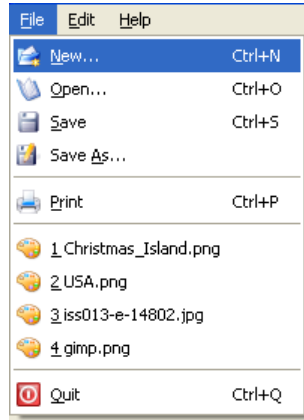 File Edit Help
New... Ctrl+N
Open... Ctrl+O
Save Ctrl+S
Save As...
Print Ctrl+P
1 Christmas_Island.png
2 USA.png
3 iss013-e-14802.jpg
4 gimp.png
Quit Ctrl+Q